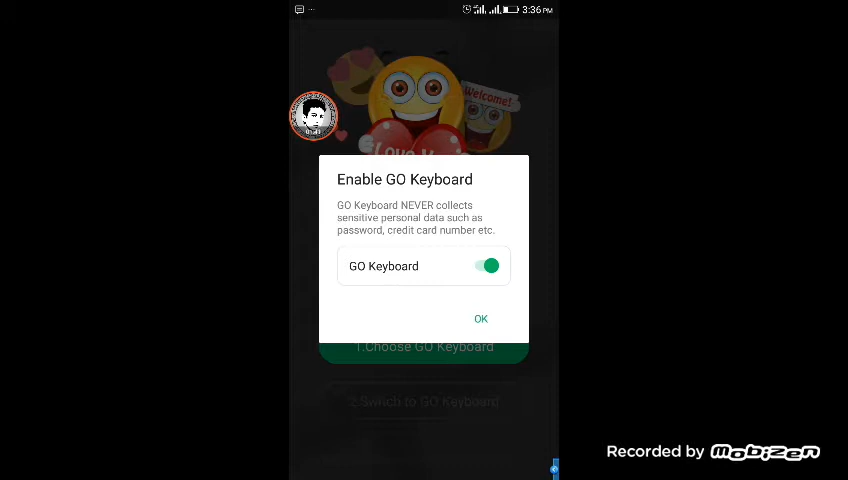 3:36 PM
Welcome!
Love Y
Enable GO Keyboard
GO Keyboard NEVER collects
sensitive personal data such as
password, credit card number etc.
GO Keyboard
OK
1.Choose GO Keyboard
2.Switch to GO Keyboard
Recorded by Mobizen